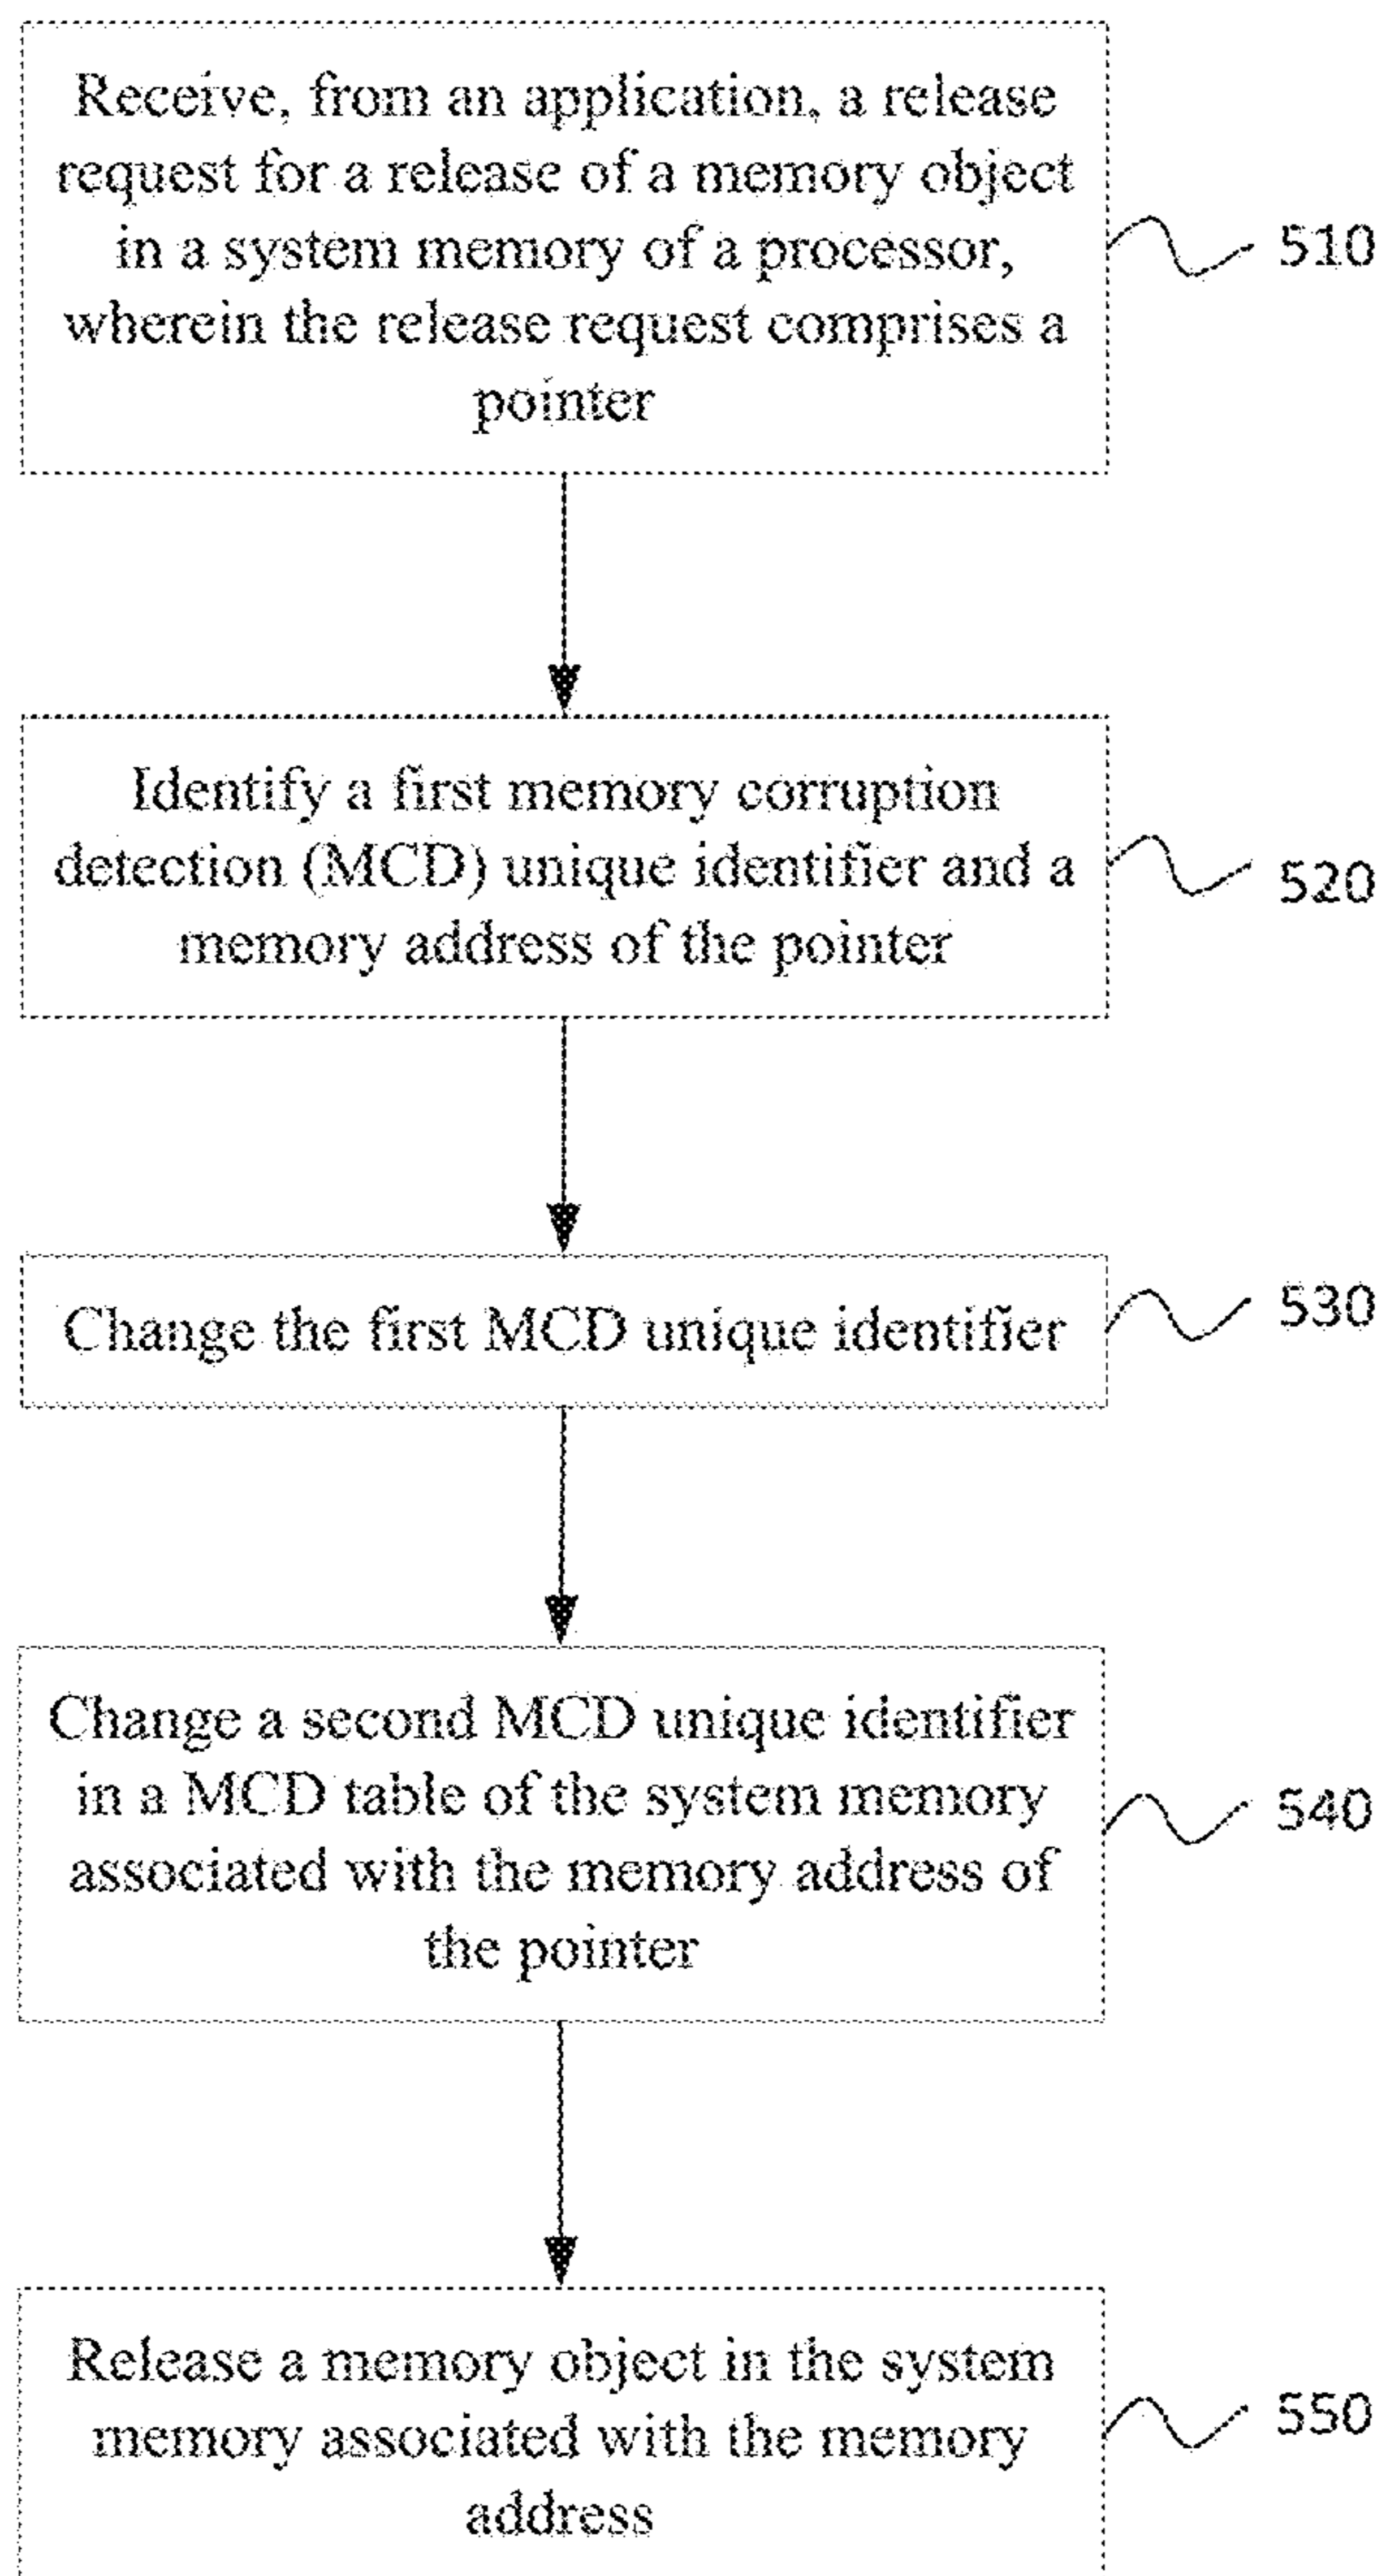 Receive, from an application, a release
request for a release of a memory object
in a system memory of a processor,
wherein the release request comprises a
pointer
510
Identify a first memory corruption
detection (MCD) unique identifier and a
memory address of the pointer
520
Change the first MCD unique identifier
530
Change a second MCD unique identifier
in a MCD table of the system memory
associated with the memory address of
the pointer
540
Release a memory object in the system
memory associated with the memory
address
550